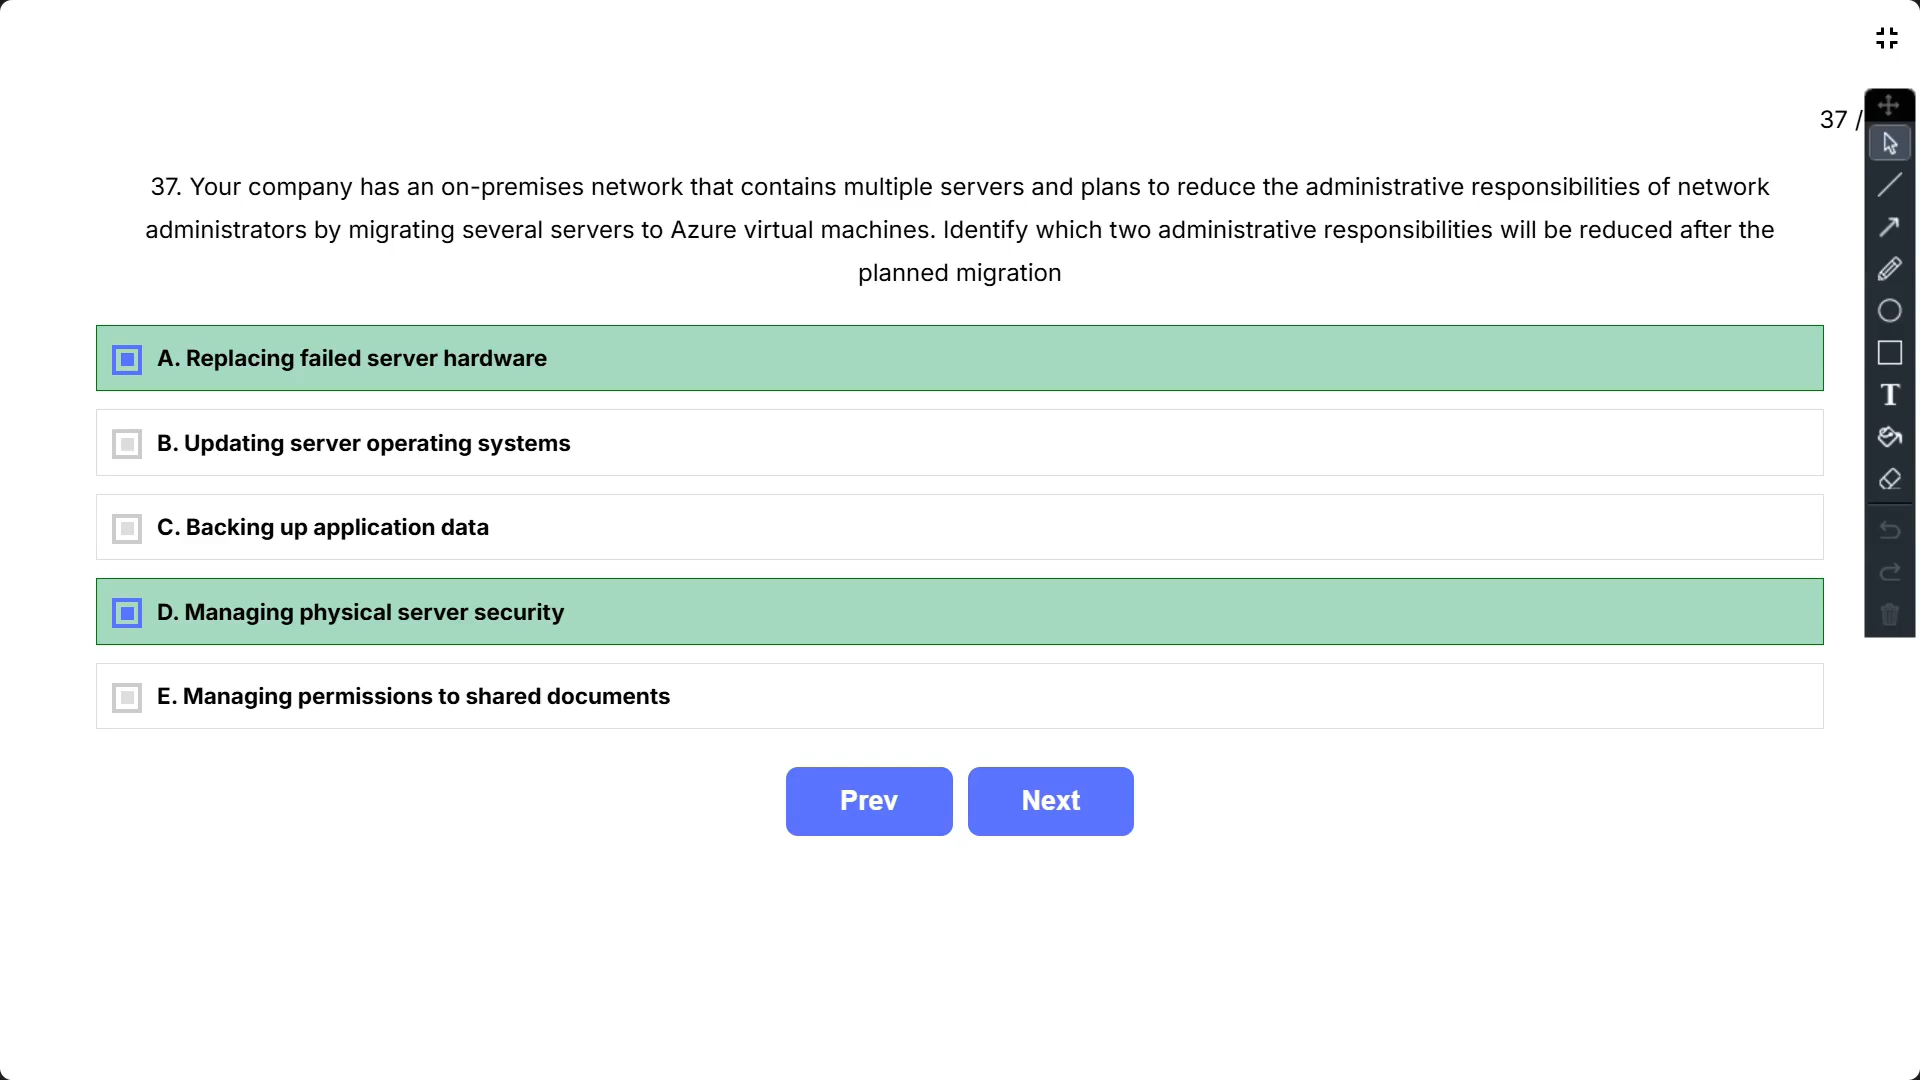 37 /
37. Your company has an on-premises network that contains multiple servers and plans to reduce the administrative responsibilities of network
administrators by migrating several servers to Azure virtual machines. Identify which two administrative responsibilities will be reduced after the
planned migration
A. Replacing failed server hardware
B. Updating server operating systems
C. Backing up application data
D. Managing physical server security
E. Managing permissions to shared documents
Prev Next
T